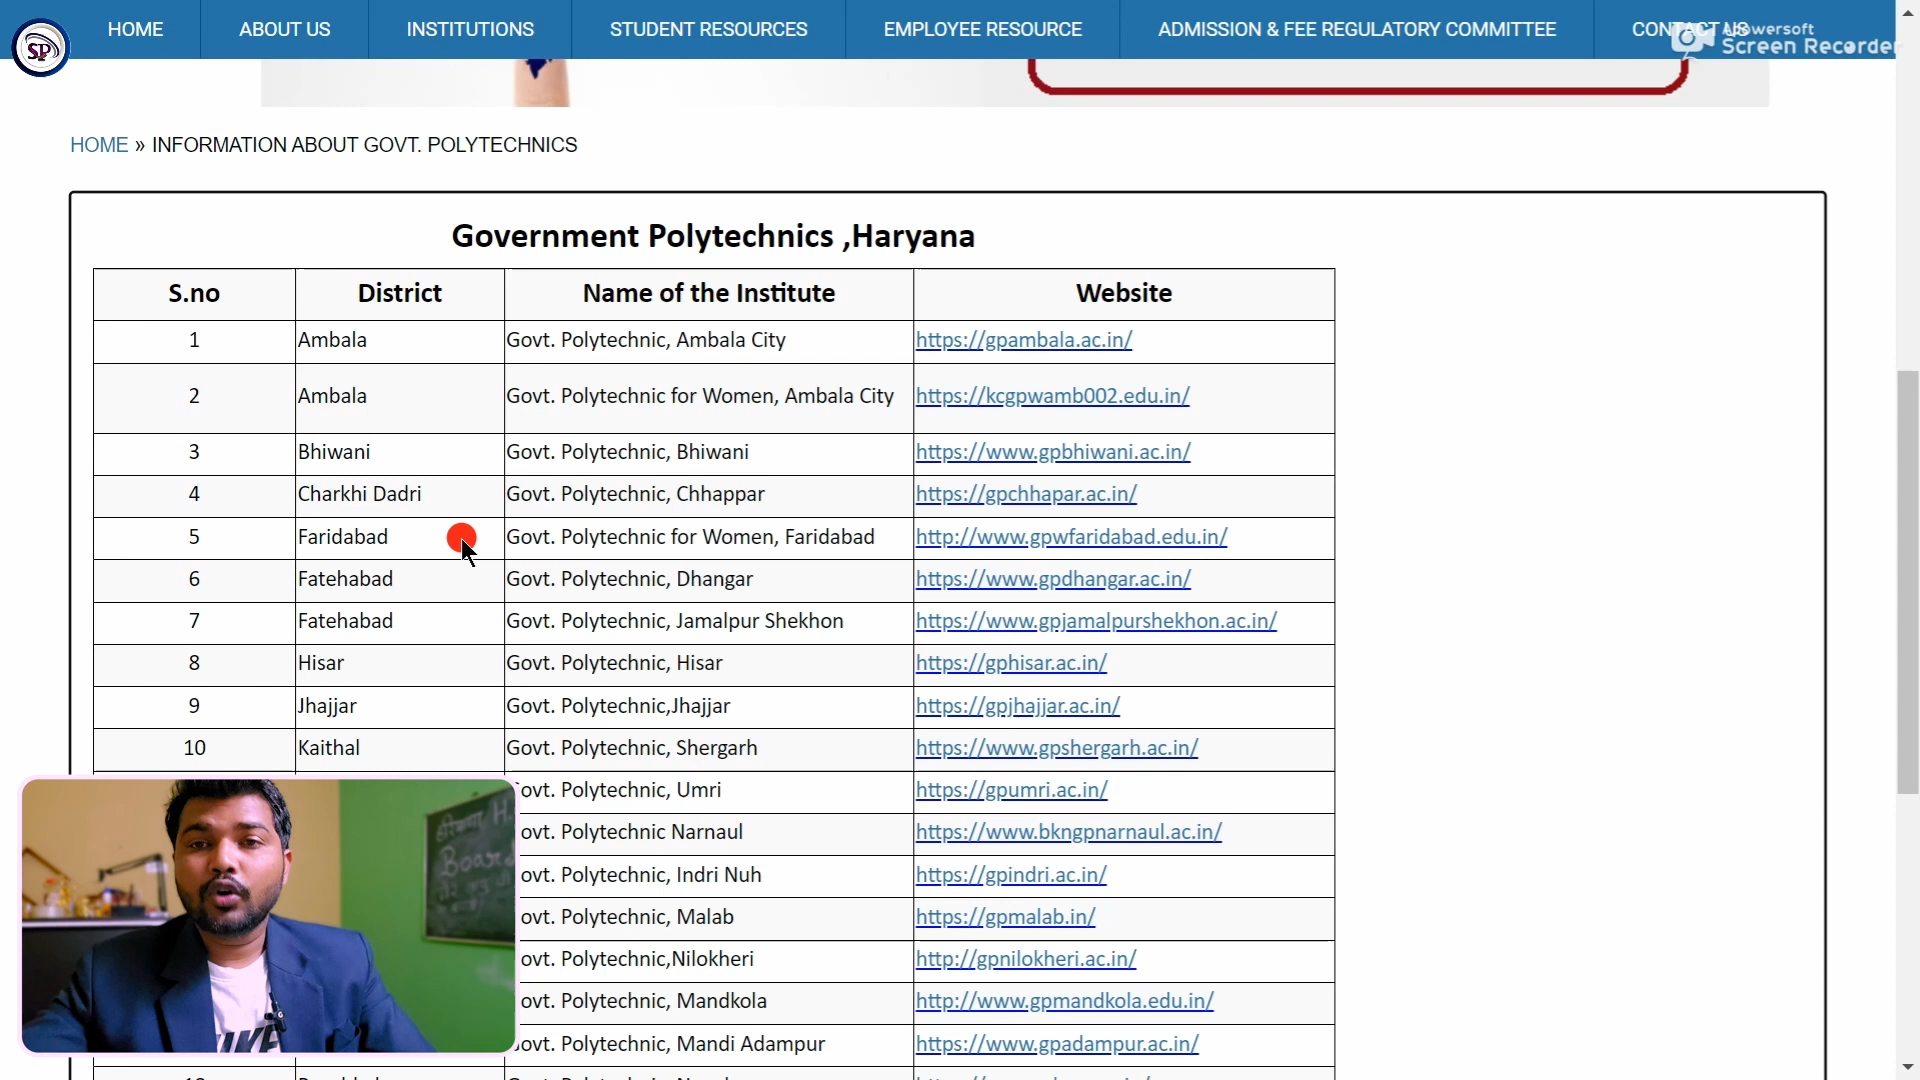 HOME ABOUT US INSTITUTIONS STUDENT RESOURCES EMPLOYEE RESOURCE ADMISSION & FEE REGULATORY COMMITTEE CONTACT US
SP
Apowersoft
Screen Recorder
HOME » INFORMATION ABOUT GOVT. POLYTECHNICS
Government Polytechnics ,Haryana
S.no District Name of the Institute Website
1 Ambala Govt. Polytechnic, Ambala City https://gpambala.ac.in/
2 Ambala Govt. Polytechnic for Women, Ambala City https://kcgpwamb002.edu.in/
3 Bhiwani Govt. Polytechnic, Bhiwani https://www.gpbhiwani.ac.in/
4 Charkhi Dadri Govt. Polytechnic, Chhappar https://gpchhapar.ac.in/
5 Faridabad Govt. Polytechnic for Women, Faridabad http://www.gpwfaridabad.edu.in/
6 Fatehabad Govt. Polytechnic, Dhangar https://www.gpdhangar.ac.in/
7 Fatehabad Govt. Polytechnic, Jamalpur Shekhon https://www.gpjamalpurshekhon.ac.in/
8 Hisar Govt. Polytechnic, Hisar https://gphisar.ac.in/
9 Jhajjar Govt. Polytechnic,Jhajjar https://gpjhajjar.ac.in/
10 Kaithal Govt. Polytechnic, Shergarh https://www.gpshergarh.ac.in/
ovt. Polytechnic, Umri https://gpumri.ac.in/
ovt. Polytechnic Narnaul https://www.bkngpnarnaul.ac.in/
ovt. Polytechnic, Indri Nuh https://gpindri.ac.in/
ovt. Polytechnic, Malab https://gpmalab.in/
ovt. Polytechnic,Nilokheri http://gpnilokheri.ac.in/
ovt. Polytechnic, Mandkola http://www.gpmandkola.edu.in/
ovt. Polytechnic, Mandi Adampur https://www.gpadampur.ac.in/
हरियाणा H.
Board